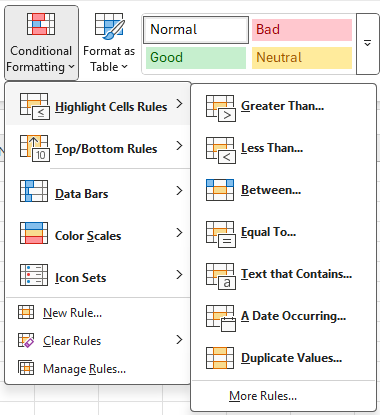 Conditional
Formatting
Format as
Table
Normal
Bad
Good
Neutral
Highlight Cells Rules
Top/Bottom Rules
10
Data Bars
Color Scales
Icon Sets
New Rule...
Clear Rules
Manage Rules...
Greater Than...
Less Than...
Between...
Equal To...
Text that Contains...
a
A Date Occurring...
Duplicate Values...
More Rules...